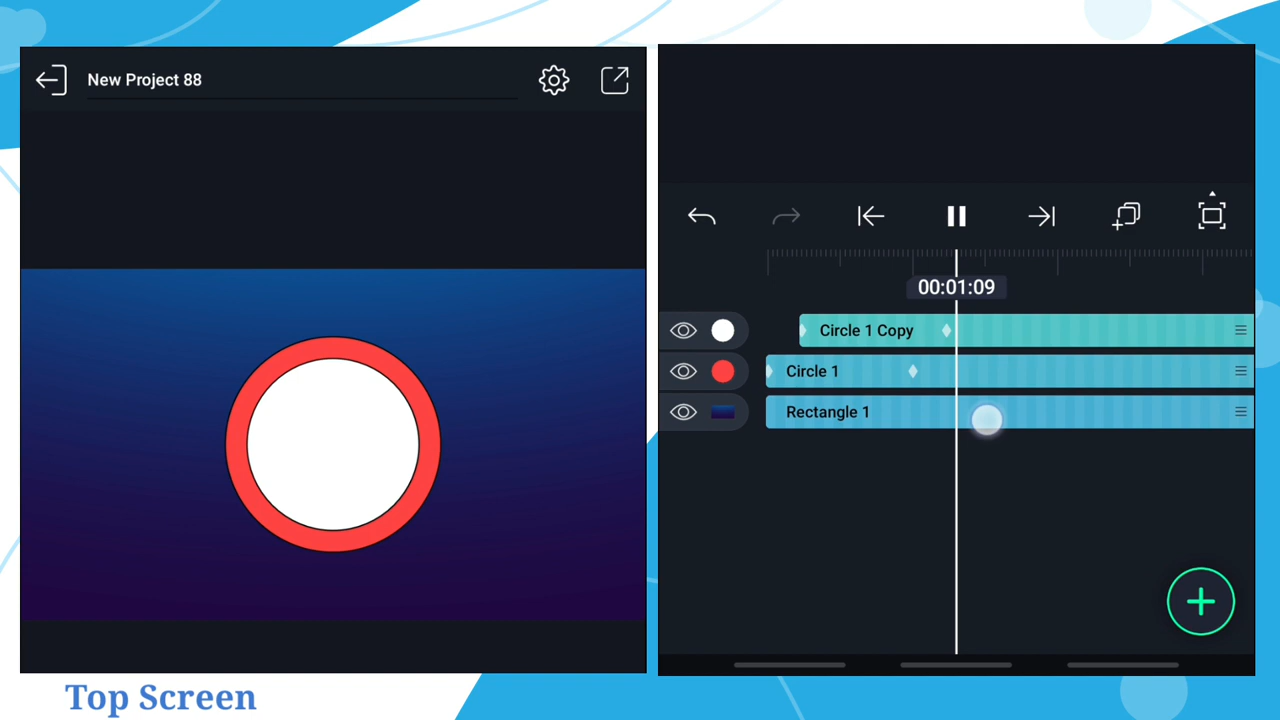 New Project 88
00:01:09
Circle 1 Copy
Circle 1
Rectangle 1
Top Screen